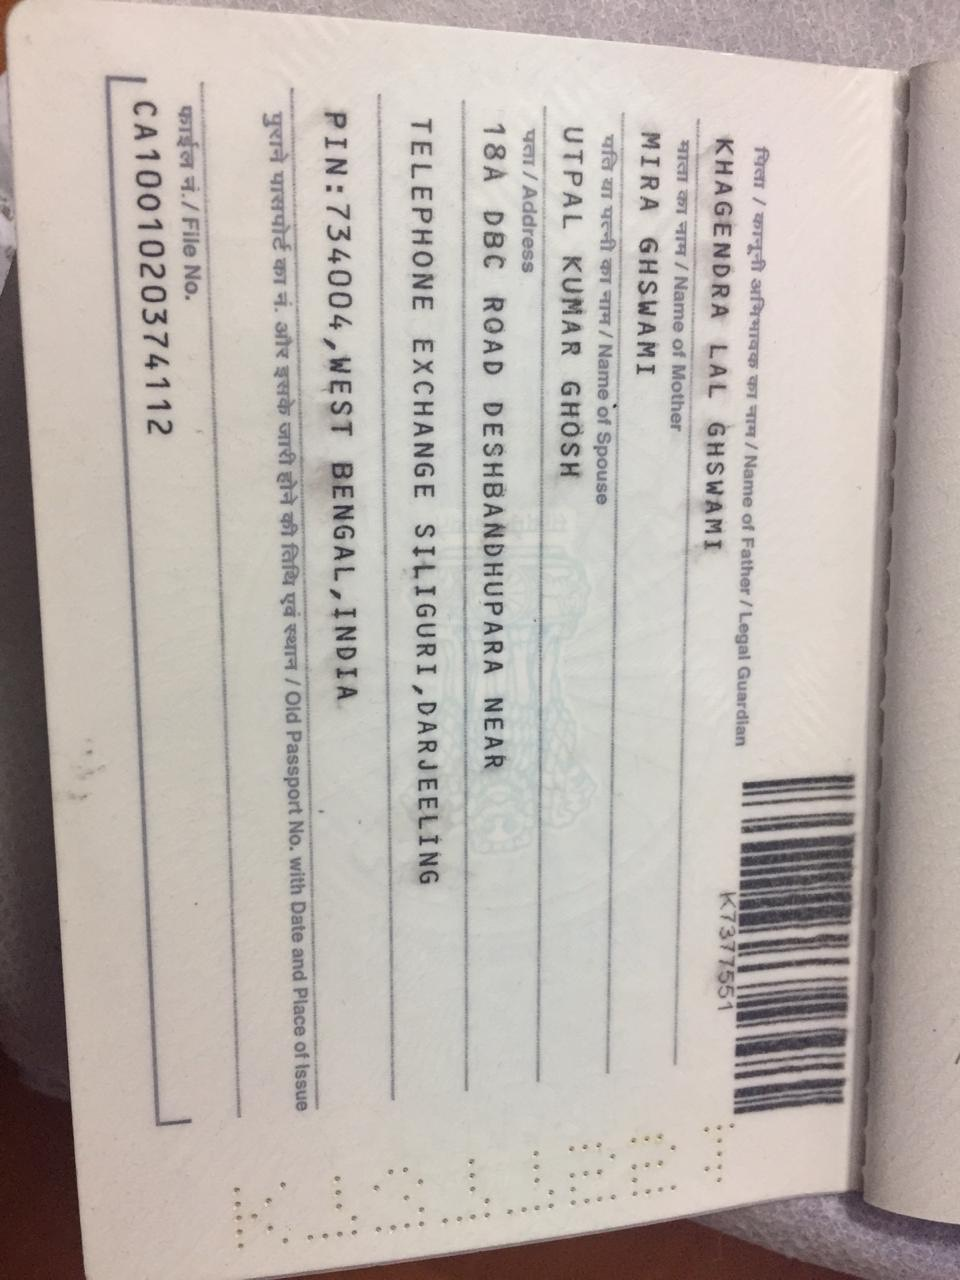 पिता / कानूनी अभिभावक का नाम / Name of Father / Legal Guardian
K7377551
KHAGENDRA LAL GHSWAMI
माता का नाम / Name of Mother
MIRA GHSWAMI
पति या पत्नी का नाम / Name of Spouse
UTPAL KUMAR GHOSH
पता / Address
18A DBC ROAD DESHBANDHUPARA NEAR
TELEPHONE EXCHANGE SILIGURI,DARJEELING
PIN:734004,WEST BENGAL,INDIA
पुराने पासपोर्ट का नं. और इसके जारी होने की तिथि एवं स्थान / Old Passport No. with Date and Place of Issue
फाईल नं./ File No.
CA1001020374112